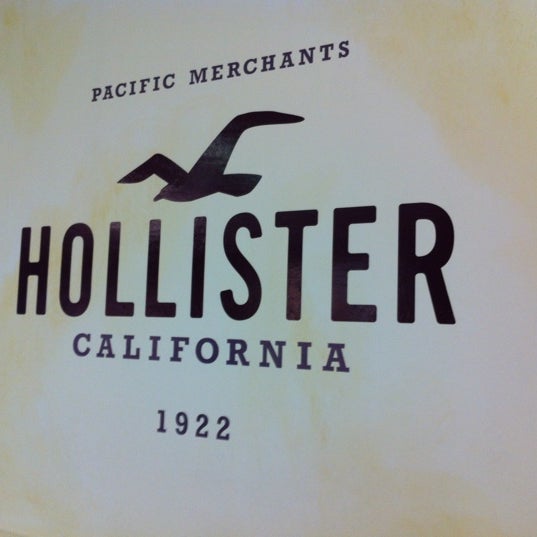 PACIFIC MERCHANTS
HOLLISTER
CALIFORNIA
1922